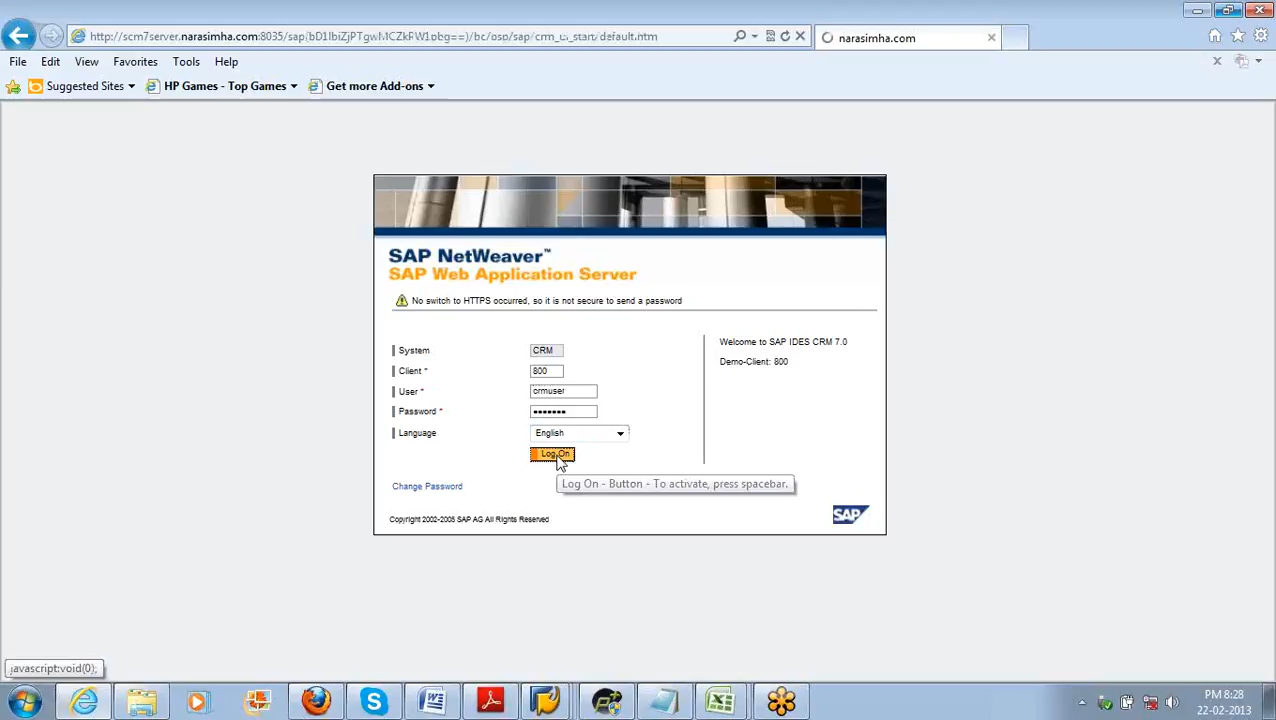 http://scm7server.narasimha.com:8035/sap(bD1lbiZjPTgwMCZkPW1pbg==)/bc/bsp/sap/crm_ui_start/default.htm
narasimha.com
File Edit View Favorites Tools Help
Suggested Sites HP Games - Top Games Get more Add-ons
SAP NetWeaver™
SAP Web Application Server
No switch to HTTPS occurred, so it is not secure to send a password
System CRM
Client * 800
User * crmuser
Password * •••••••
Language English
Log On
Welcome to SAP IDES CRM 7.0
Demo-Client: 800
Log On - Button - To activate, press spacebar.
Change Password
Copyright 2002-2005 SAP AG All Rights Reserved
SAP
javascript:void(0);
PM 8:28
22-02-2013